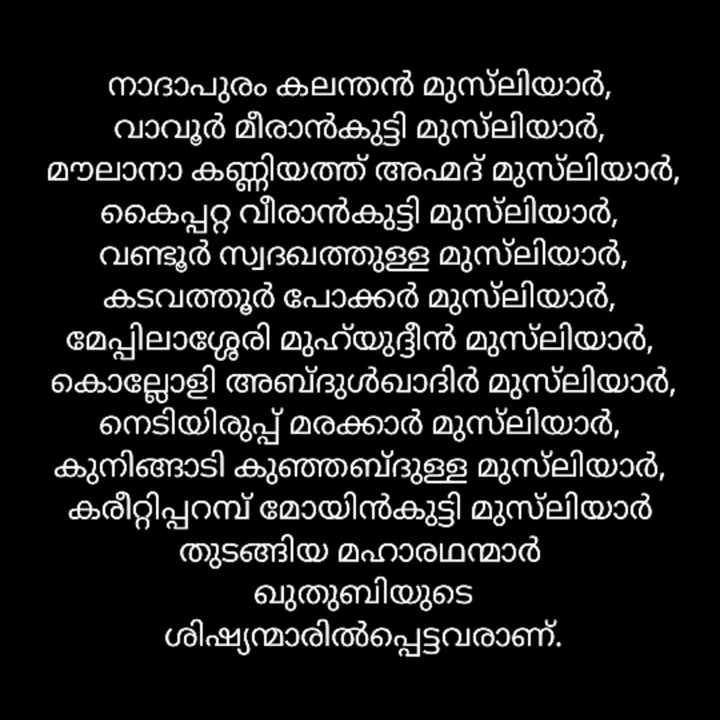 നാദാപുരം കലന്തൻ മുസ്‌ലിയാർ,
വാവൂർ മീരാൻകുട്ടി മുസ്‌ലിയാർ,
മൗലാനാ കണ്ണിയത്ത് അഹ്മദ് മുസ്‌ലിയാർ,
കൈപ്പറ്റ വീരാൻകുട്ടി മുസ്‌ലിയാർ,
വണ്ടൂർ സ്വദഖത്തുള്ള മുസ്‌ലിയാർ,
കടവത്തൂർ പോക്കർ മുസ്‌ലിയാർ,
മേപ്പിലാശ്ശേരി മുഹ്‌യുദ്ദീൻ മുസ്‌ലിയാർ,
കൊല്ലോളി അബ്ദുൾഖാദിർ മുസ്‌ലിയാർ,
നെടിയിരുപ്പ് മരക്കാർ മുസ്‌ലിയാർ,
കുനിങ്ങാടി കുഞ്ഞബ്ദുള്ള മുസ്‌ലിയാർ,
കരീറ്റിപ്പറമ്പ് മോയിൻകുട്ടി മുസ്‌ലിയാർ
തുടങ്ങിയ മഹാരഥന്മാർ
ഖുതുബിയുടെ
ശിഷ്യന്മാരിൽപ്പെട്ടവരാണ്.